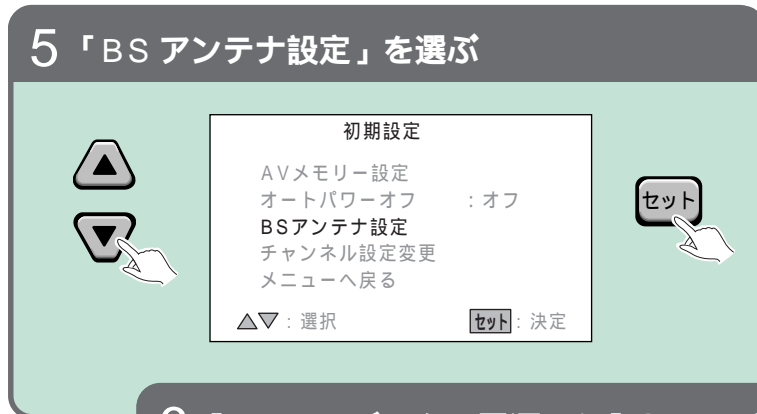 5 「BSアンテナ設定」を選ぶ
初期設定
AVメモリー設定
オートパワーオフ :オフ
BSアンテナ設定
チャンネル設定変更
メニューへ戻る
△▽:選択 セット:決定
セット